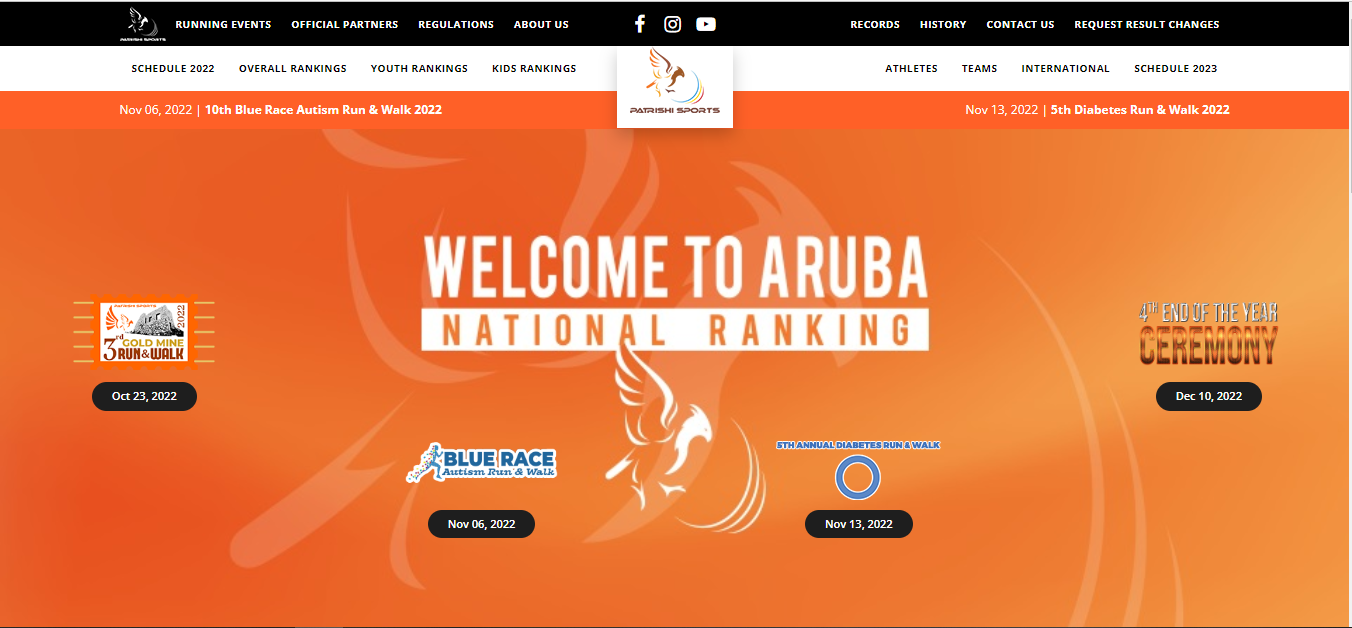 PATRISHI SPORTS
RUNNING EVENTS OFFICIAL PARTNERS REGULATIONS ABOUT US
RECORDS HISTORY CONTACT US REQUEST RESULT CHANGES
SCHEDULE 2022 OVERALL RANKINGS YOUTH RANKINGS KIDS RANKINGS
PATRISHI SPORTS
ATHLETES TEAMS INTERNATIONAL SCHEDULE 2023
Nov 06, 2022 | 10th Blue Race Autism Run & Walk 2022
Nov 13, 2022 | 5th Diabetes Run & Walk 2022
WELCOME TO ARUBA
NATIONAL RANKING
PATRISHI SPORTS
2022
3rd GOLD MINE
RUN & WALK
Oct 23, 2022
4TH END OF THE YEAR
CEREMONY
Dec 10, 2022
BLUE RACE
Autism Run & Walk
Nov 06, 2022
5TH ANNUAL DIABETES RUN & WALK
Nov 13, 2022